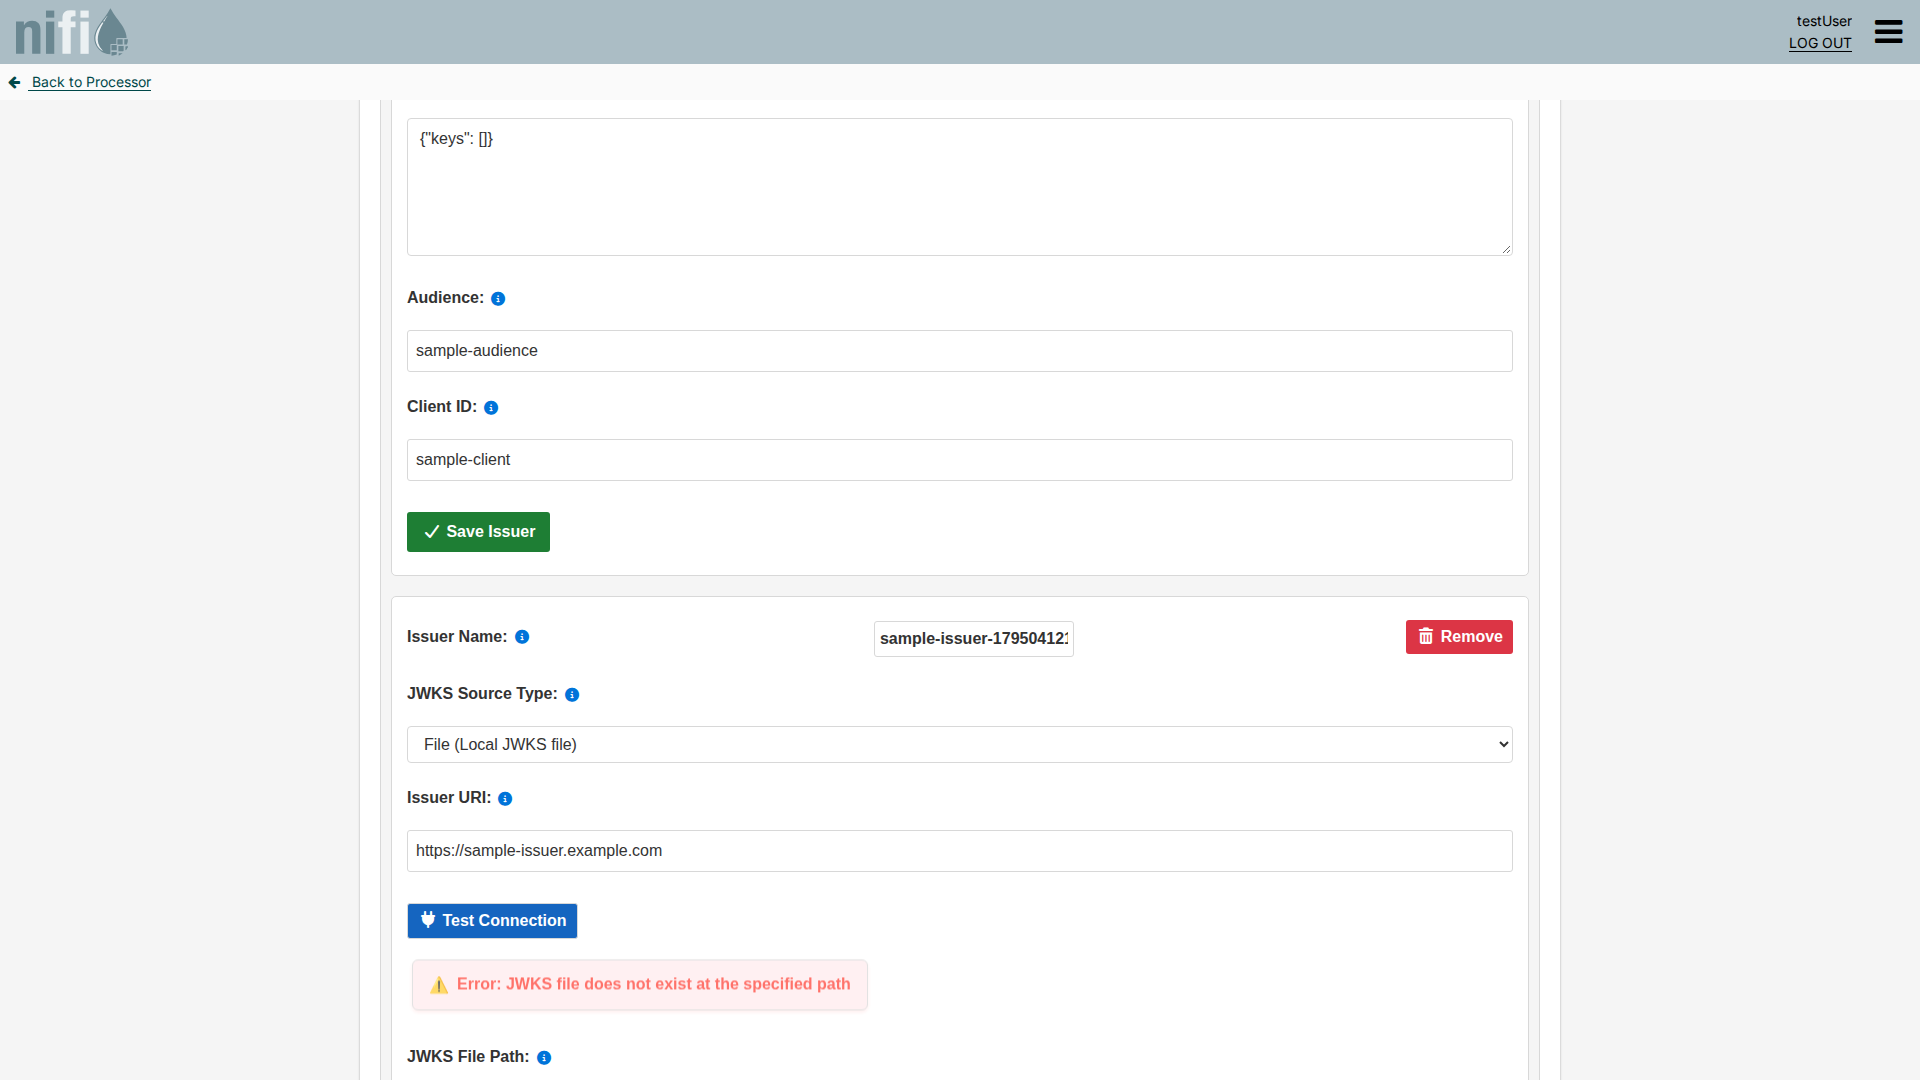 nifi
testUser
LOG OUT
Back to Processor
{"keys": []}
Audience:
sample-audience
Client ID:
sample-client
Save Issuer
Issuer Name:
sample-issuer-179504121
Remove
JWKS Source Type:
File (Local JWKS file)
Issuer URI:
https://sample-issuer.example.com
Test Connection
Error: JWKS file does not exist at the specified path
JWKS File Path: